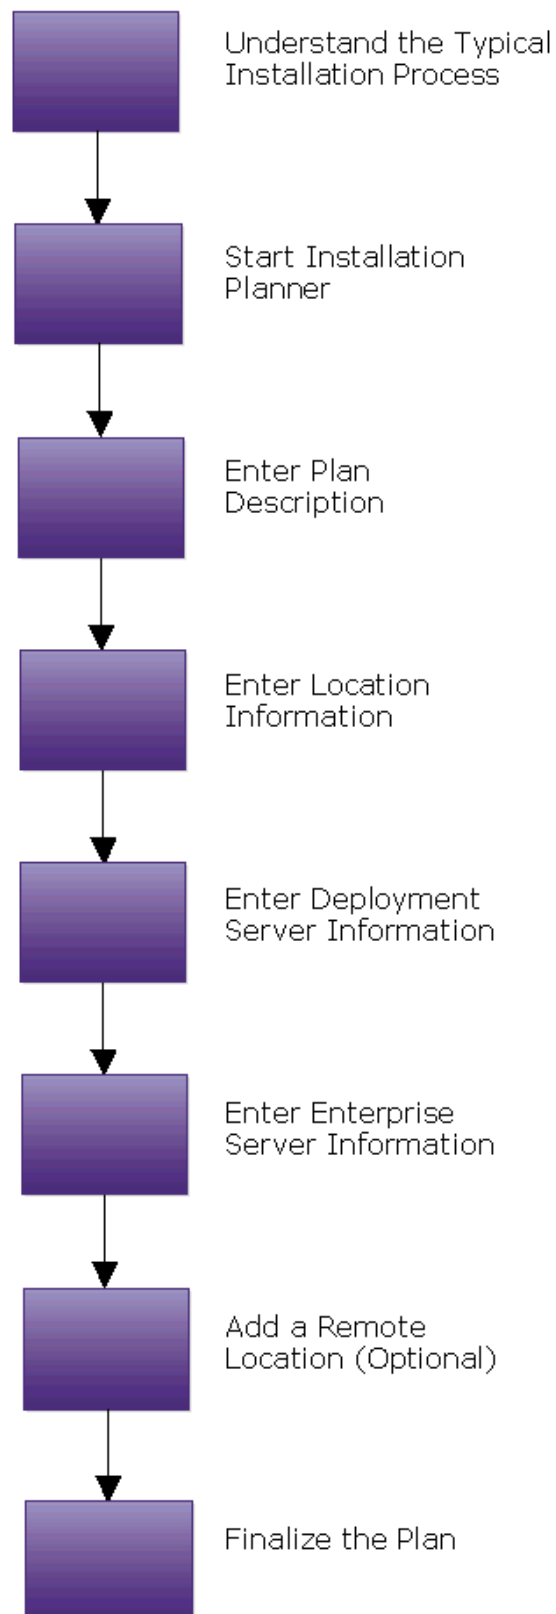 Understand the Typical
Installation Process
Start Installation
Planner
Enter Plan
Description
Enter Location
Information
Enter Deployment
Server Information
Enter Enterprise
Server Information
Add a Remote
Location (Optional)
Finalize the Plan